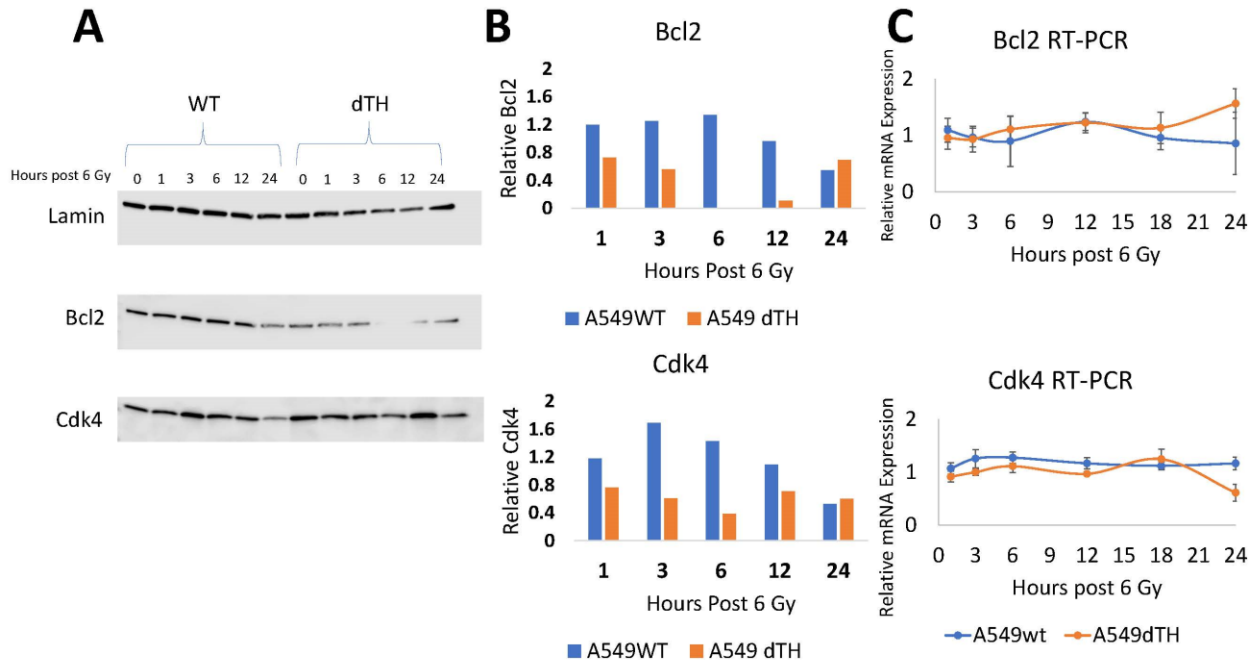 A
WT dTH
Hours post 6 Gy 0 1 3 6 12 24 0 1 3 6 12 24
Lamin
Bcl2
Cdk4
B
Bcl2
Relative Bcl2
2
1.6
1.2
0.8
0.4
0
1 3 6 12 24
Hours Post 6 Gy
A549WT A549 dTH
Cdk4
Relative Cdk4
2
1.6
1.2
0.8
0.4
0
1 3 6 12 24
Hours Post 6 Gy
A549WT A549 dTH
C
Bcl2 RT-PCR
Relative mRNA Expression
2
1
0
0 3 6 9 12 15 18 21 24
Hours post 6 Gy
Cdk4 RT-PCR
Relative mRNA Expression
2
1
0
0 3 6 9 12 15 18 21 24
Hours post 6 Gy
A549wt A549dTH